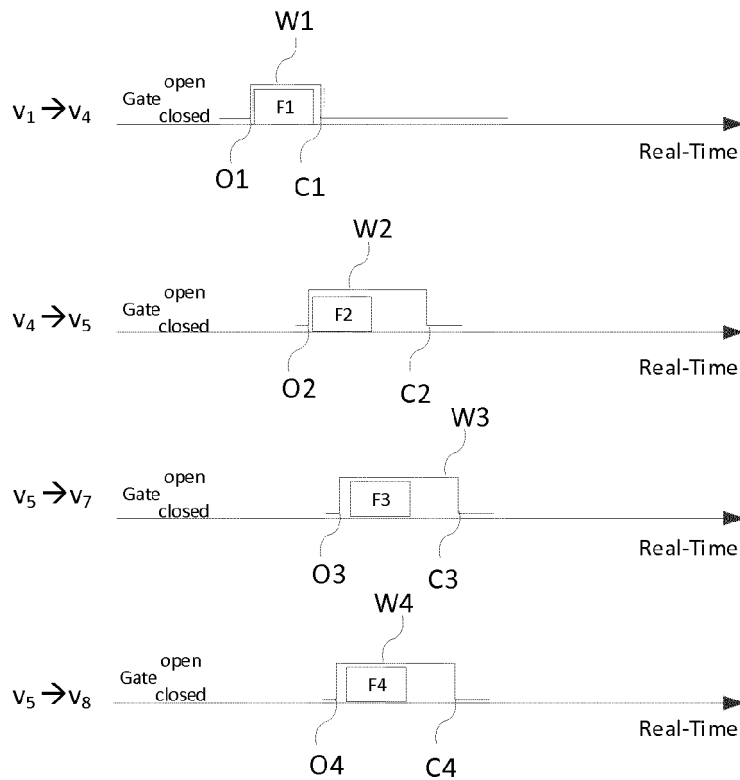 W1
v1→v4
Gate open
closed
F1
O1
C1
Real-Time
W2
v4→v5
Gate open
closed
F2
O2
C2
Real-Time
W3
v5→v7
Gate open
closed
F3
O3
C3
Real-Time
W4
v5→v8
Gate open
closed
F4
O4
C4
Real-Time